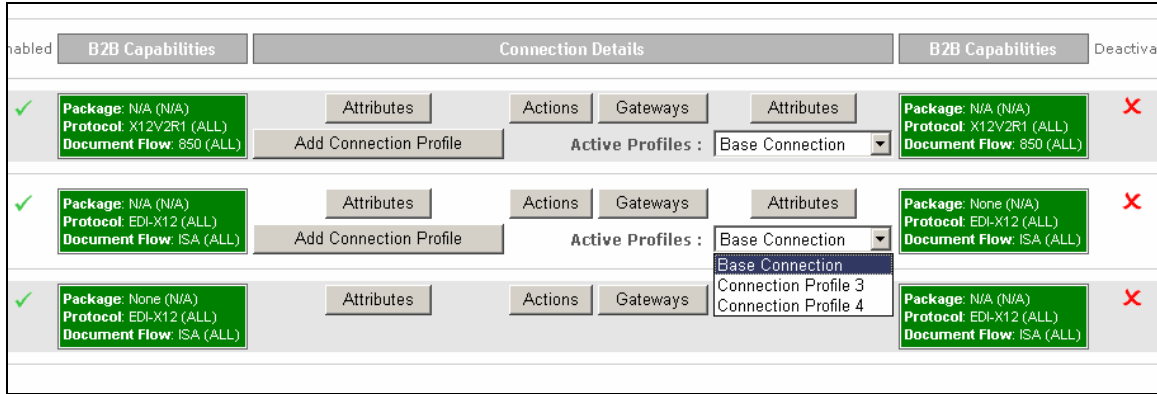 nabled B2B Capabilities Connection Details B2B Capabilities Deactiva
Package: N/A (N/A)
Protocol: X12V2R1 (ALL)
Document Flow: 850 (ALL)
Attributes Actions Gateways Attributes
Add Connection Profile Active Profiles : Base Connection
Package: N/A (N/A)
Protocol: X12V2R1 (ALL)
Document Flow: 850 (ALL)
Package: N/A (N/A)
Protocol: EDI-X12 (ALL)
Document Flow: ISA (ALL)
Attributes Actions Gateways Attributes
Add Connection Profile Active Profiles : Base Connection
Base Connection
Connection Profile 3
Connection Profile 4
Package: None (N/A)
Protocol: EDI-X12 (ALL)
Document Flow: ISA (ALL)
Package: None (N/A)
Protocol: EDI-X12 (ALL)
Document Flow: ISA (ALL)
Attributes Actions Gateways
Package: N/A (N/A)
Protocol: EDI-X12 (ALL)
Document Flow: ISA (ALL)